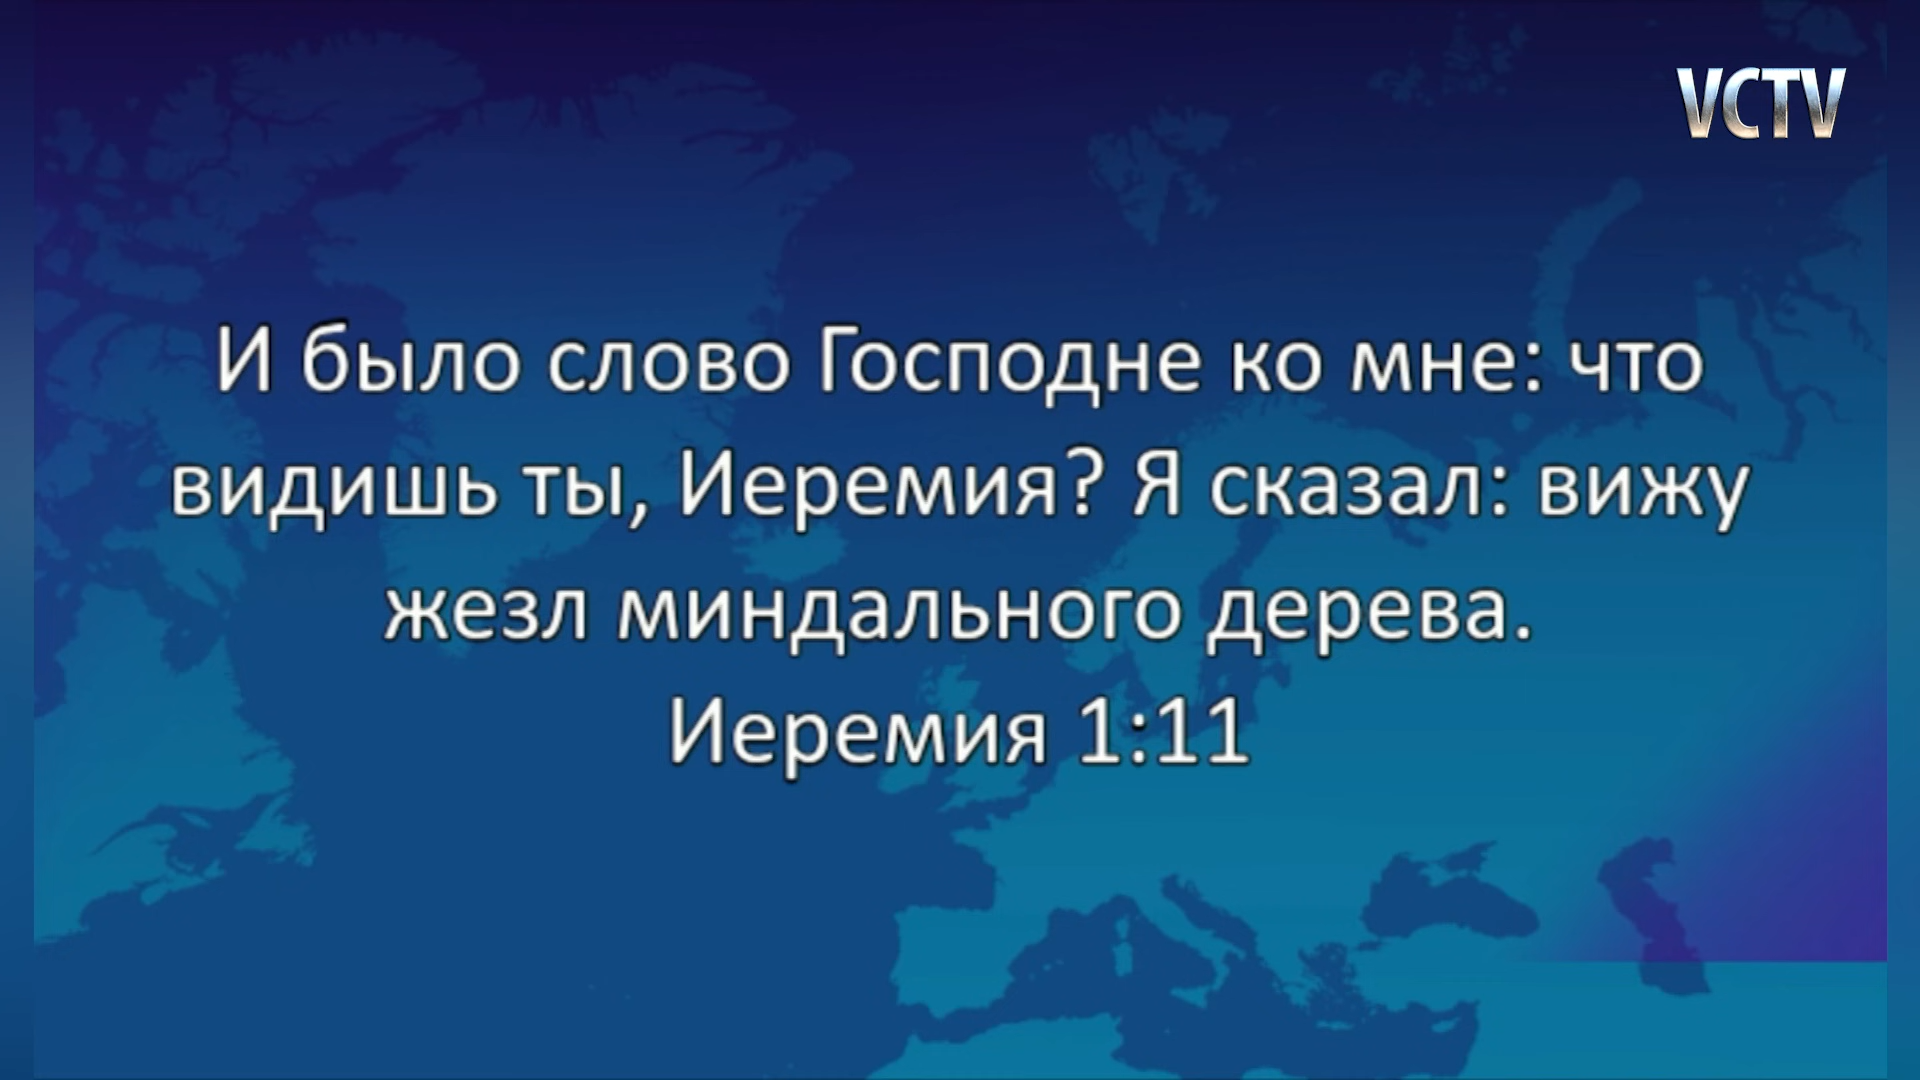 VCTV
И было слово Господне ко мне: что
видишь ты, Иеремия? Я сказал: вижу
жезл миндального дерева.
Иеремия 1:11